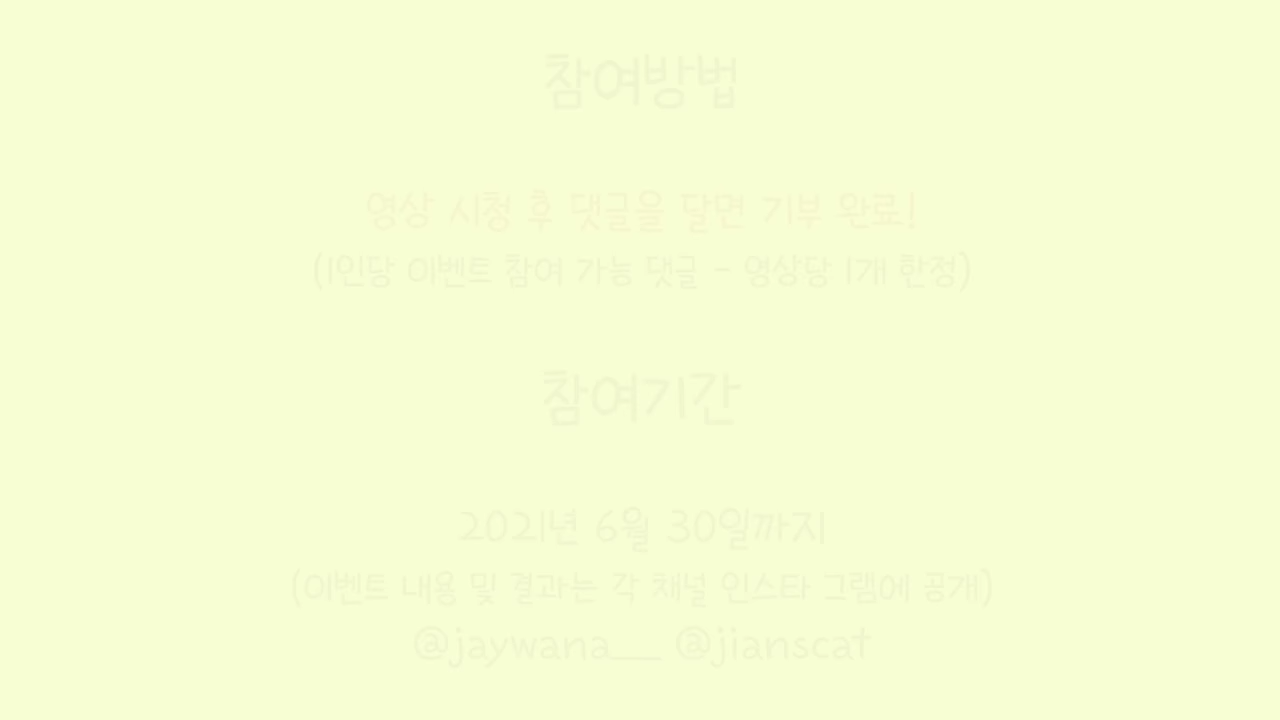 참여방법
영상 시청 후 댓글을 달면 기부 완료!
(1인당 이벤트 참여 가능 댓글 - 영상당 1개 한정)
참여기간
2021년 6월 30일까지
(이벤트 내용 및 결과는 각 채널 인스타 그램에 공개)
@jaywana__ @jianscat